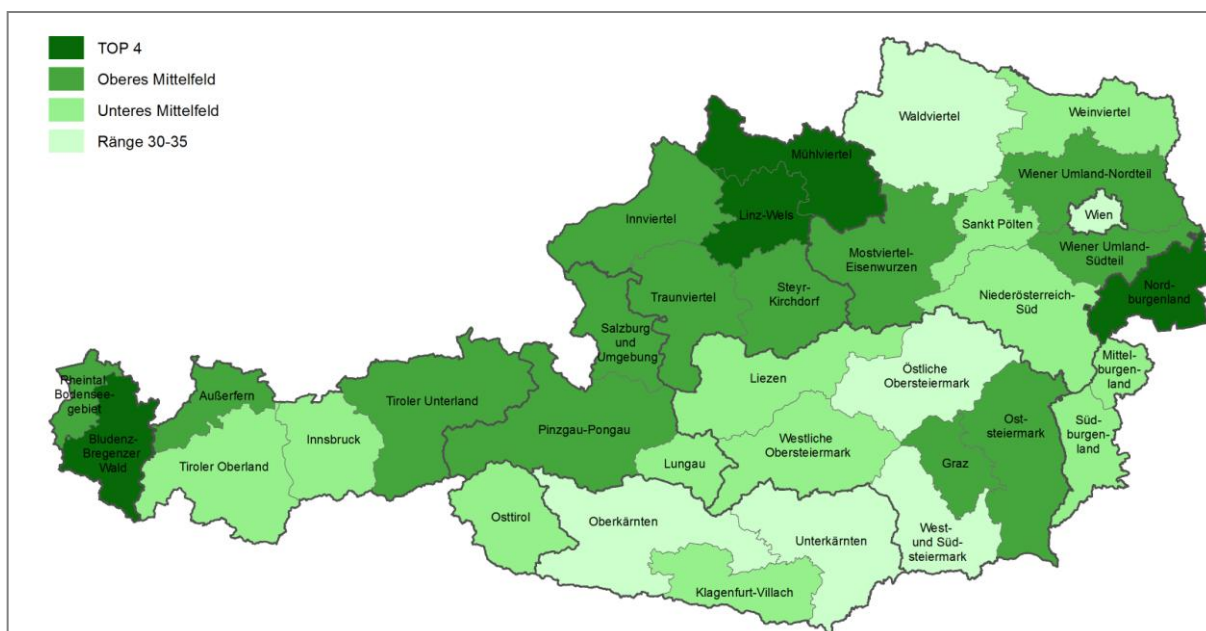 TOP 4
Oberes Mittelfeld
Unteres Mittelfeld
Ränge 30-35
Waldviertel
Weinviertel
Mühlviertel
Wiener Umland-Nordteil
Innviertel
Linz-Wels
Sankt Pölten
Wien
Mostviertel-
Eisenwurzen
Wiener Umland-
Südteil
Nord-
burgenland
Traunviertel
Steyr-
Kirchdorf
Niederösterreich-
Süd
Salzburg
und
Umgebung
Rheintal-
Bodensee-
gebiet
Außerfern
Tiroler Unterland
Liezen
Östliche
Obersteiermark
Mittel-
burgen-
land
Bludenz-
Bregenzer
Wald
Tiroler Oberland
Innsbruck
Pinzgau-Pongau
Lungau
Westliche
Obersteiermark
Graz
Ost-
steiermark
Süd-
burgen-
land
Osttirol
Oberkärnten
Unterkärnten
West-
und Süd-
steiermark
Klagenfurt-Villach